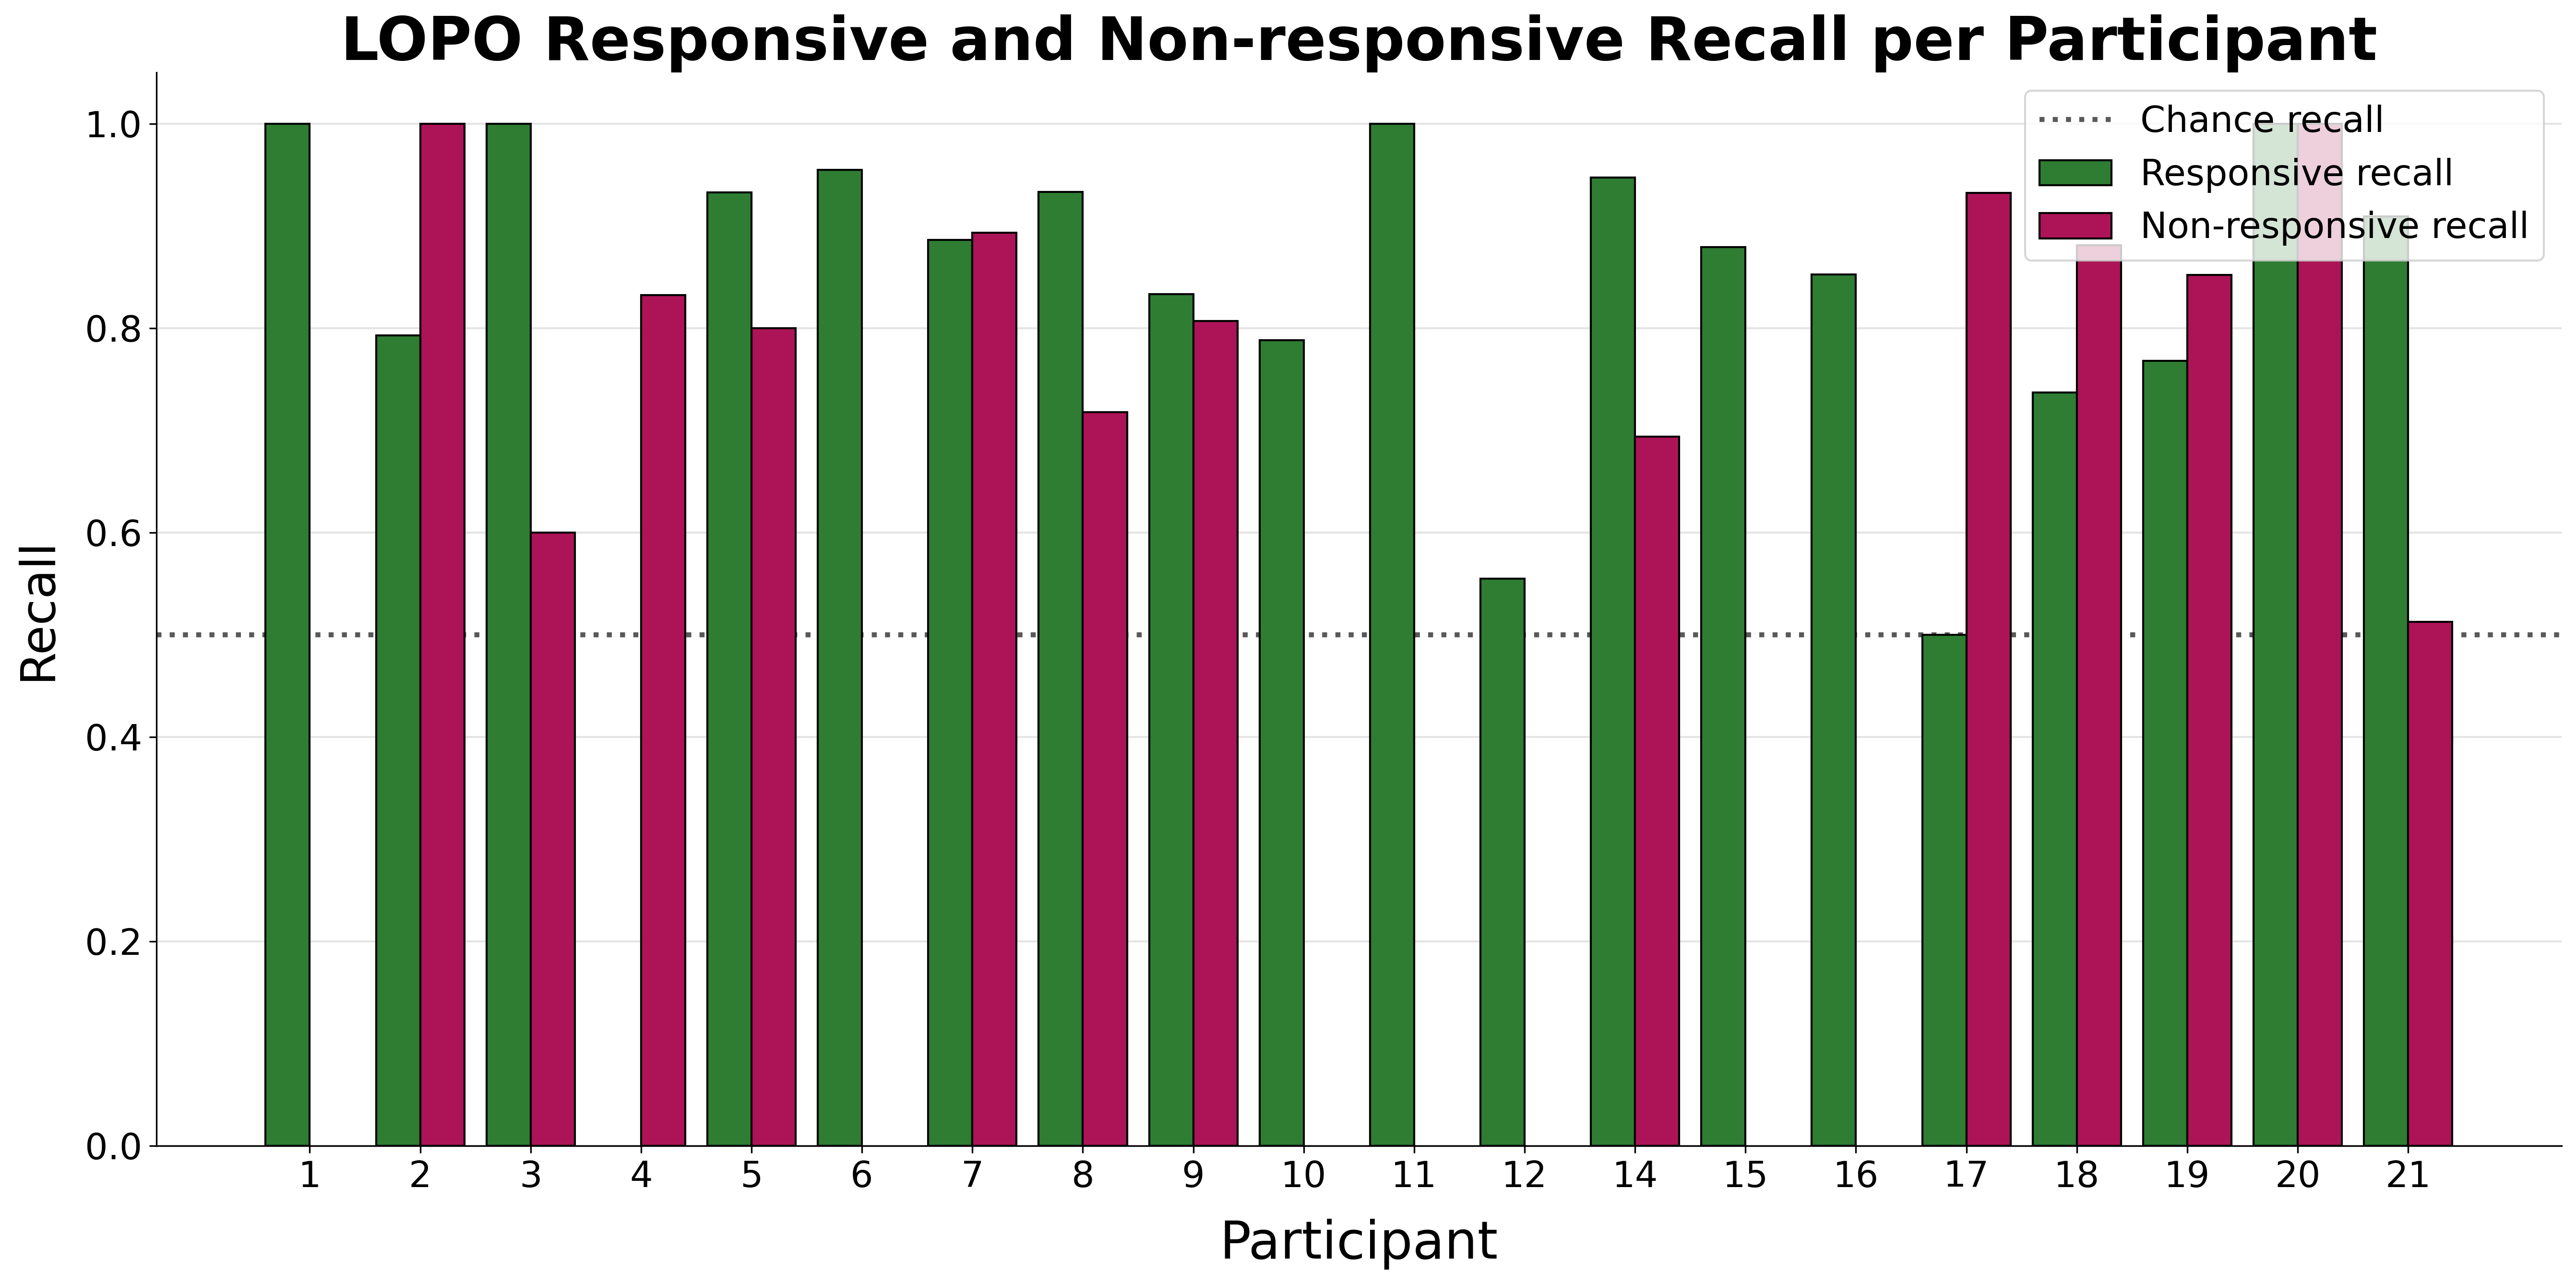 LOPO Responsive and Non-responsive Recall per Participant
Chance recall
Responsive recall
Non-responsive recall
1.0
0.8
0.6
0.4
0.2
0.0
Recall
1 2 3 4 5 6 7 8 9 10 11 12 14 15 16 17 18 19 20 21
Participant